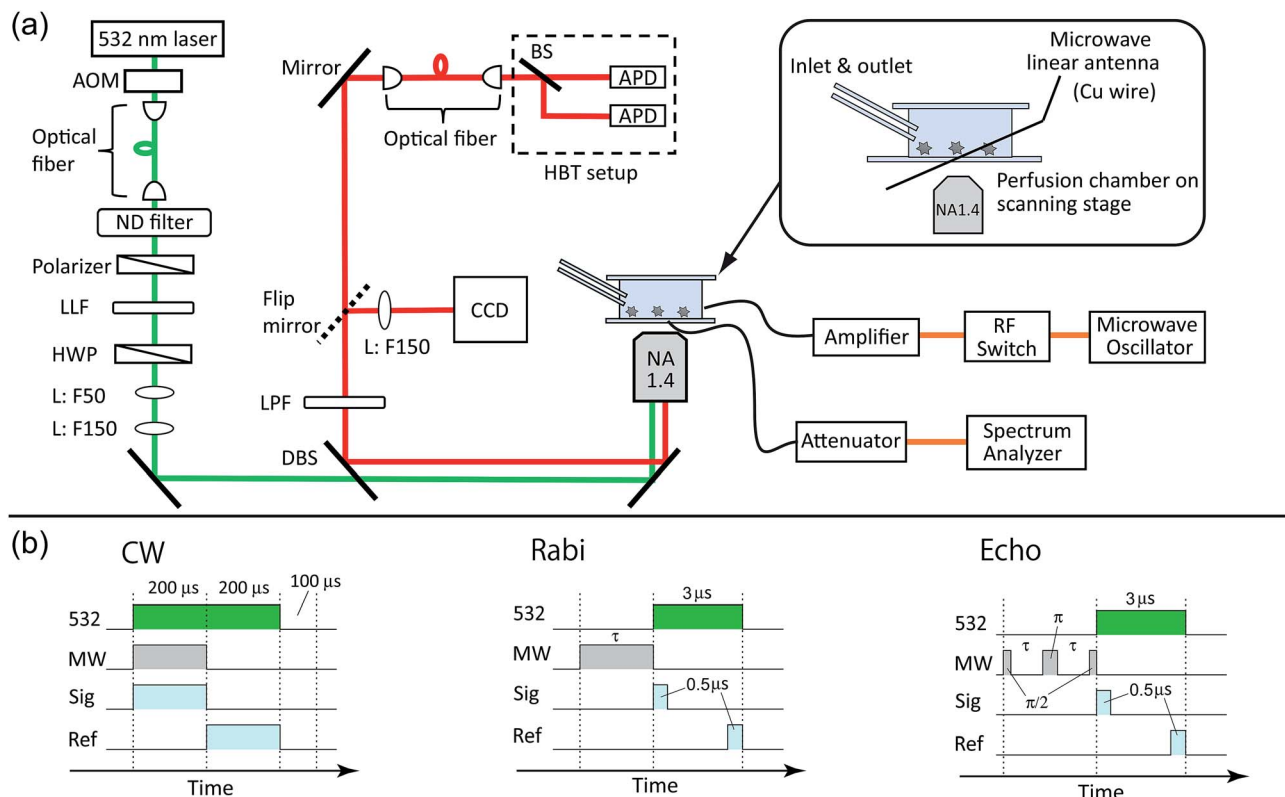 (a)
532 nm laser
AOM
Optical
fiber
ND filter
Polarizer
LLF
HWP
L: F50
L: F150
Mirror
Optical fiber
BS
APD
APD
HBT setup
Flip
mirror
L: F150
CCD
LPF
DBS
NA
1.4
Inlet & outlet
Microwave
linear antenna
(Cu wire)
NA1.4
Perfusion chamber on
scanning stage
Amplifier
RF
Switch
Microwave
Oscillator
Attenuator
Spectrum
Analyzer
(b)
CW
200 μs
200 μs
100 μs
532
MW
Sig
Ref
Time
Rabi
3 μs
532
τ
MW
Sig
0.5 μs
Ref
Time
Echo
3 μs
532
π
τ
τ
MW
π/2
Sig
0.5 μs
Ref
Time